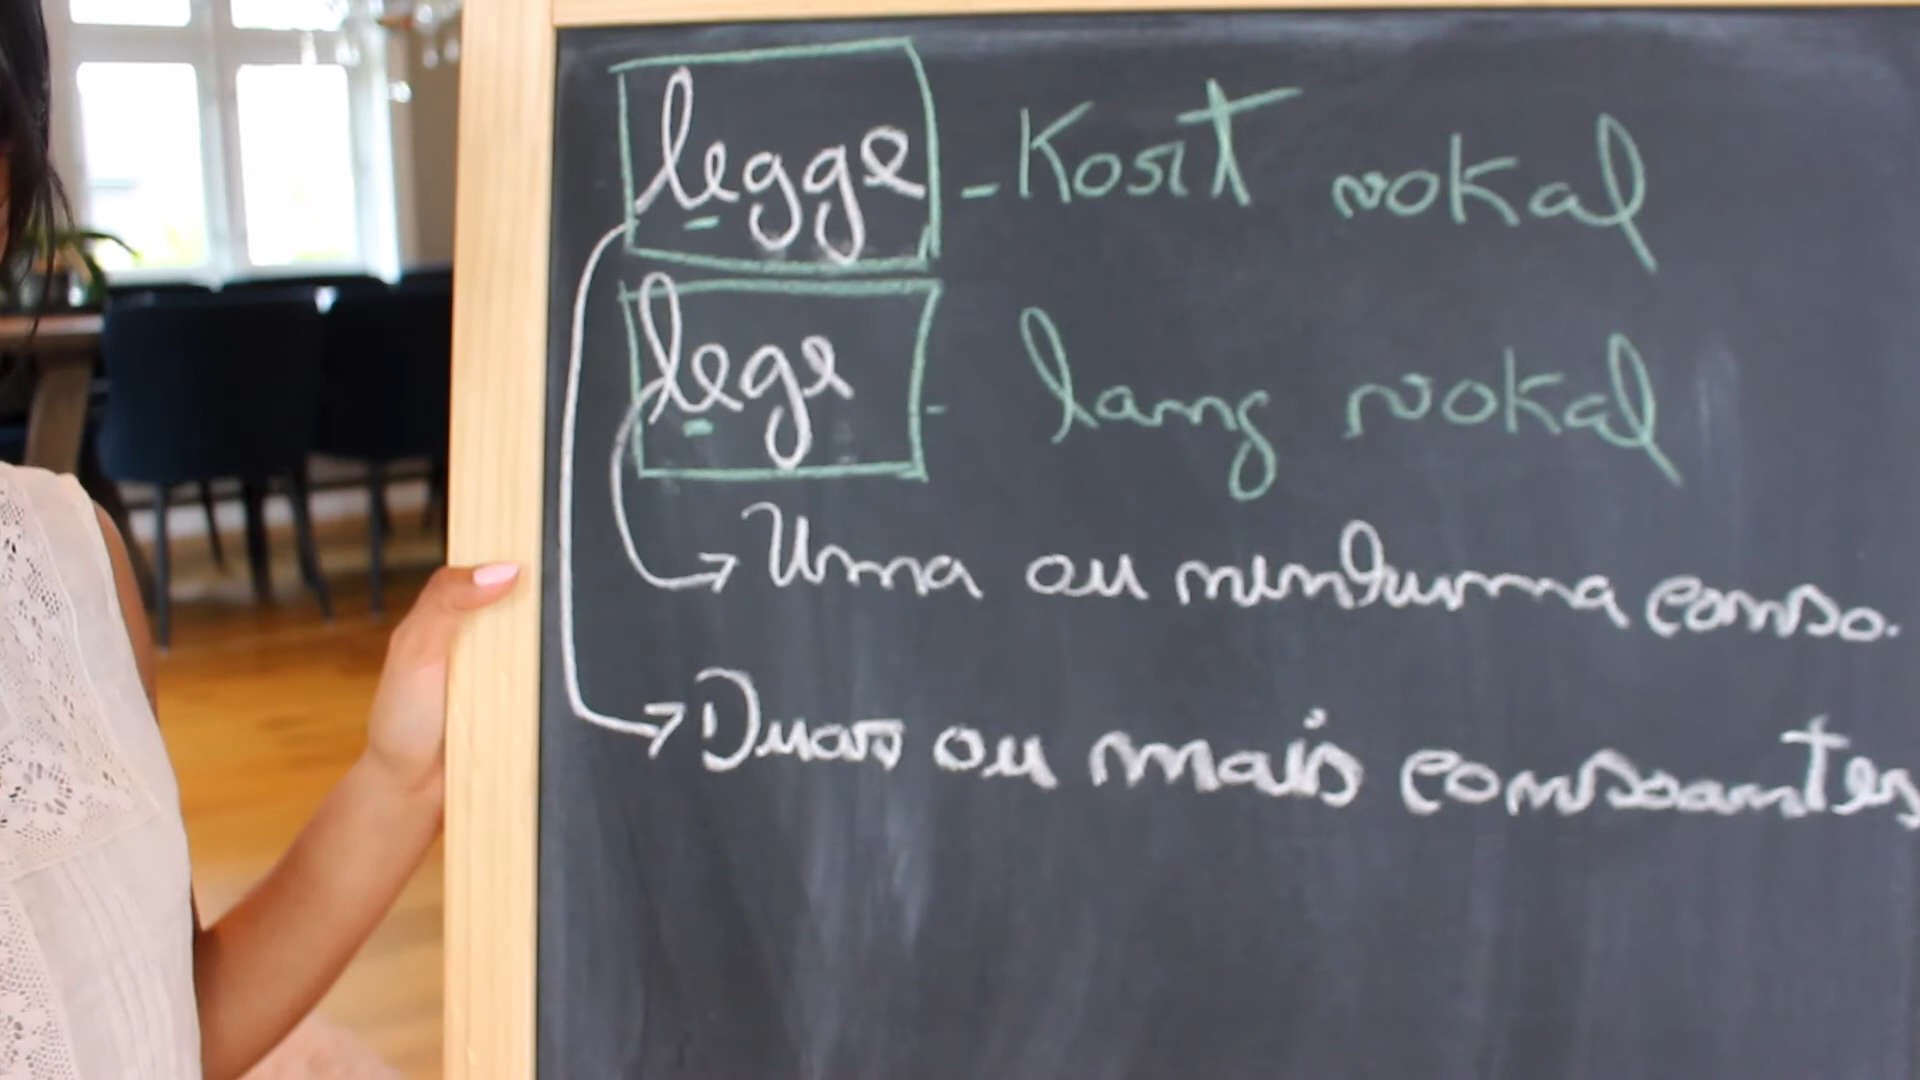 legge - Kort vokal
lege - lang vokal
Uma ou nenhuma conso.
Duas ou mais consoantes